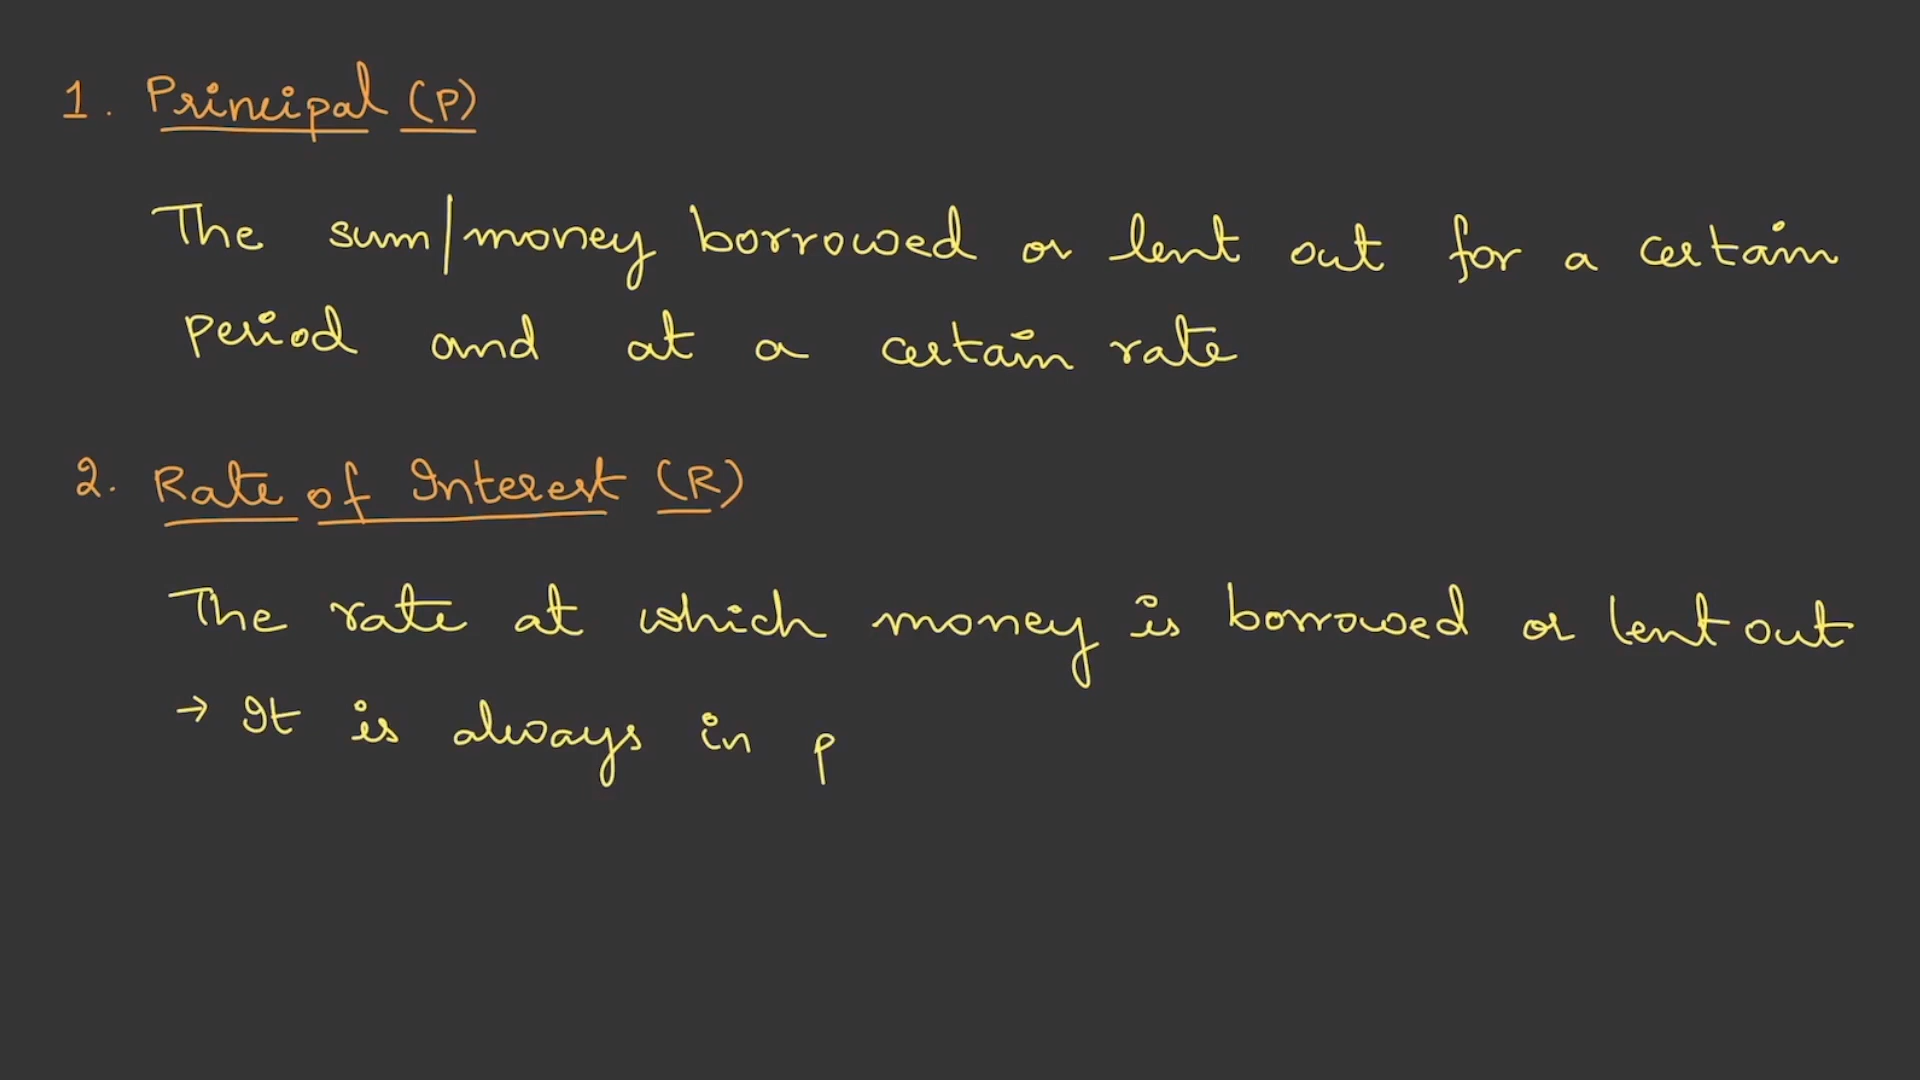 1. Principal (P)
The sum/money borrowed or lent out for a certain
period and at a certain rate
2. Rate of Interest (R)
The rate at which money is borrowed or lent out
→ It is always in p